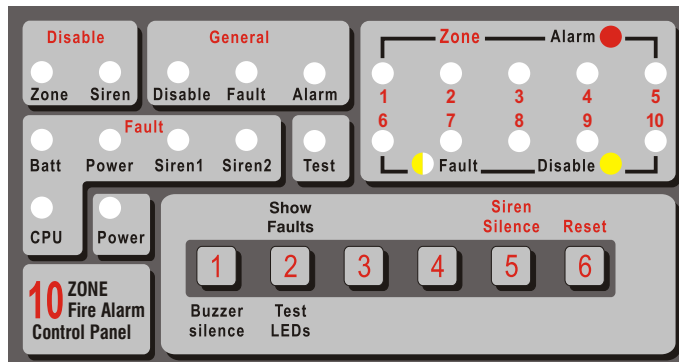 Disable
Zone Siren
General
Disable Fault Alarm
Zone Alarm
1 2 3 4 5
6 7 8 9 10
Fault Disable
Fault
Batt Power Siren1 Siren2
Test
CPU
Power
10 ZONE
Fire Alarm
Control Panel
Show
Faults
Siren
Silence
Reset
1 2 3 4 5 6
Buzzer
silence
Test
LEDs